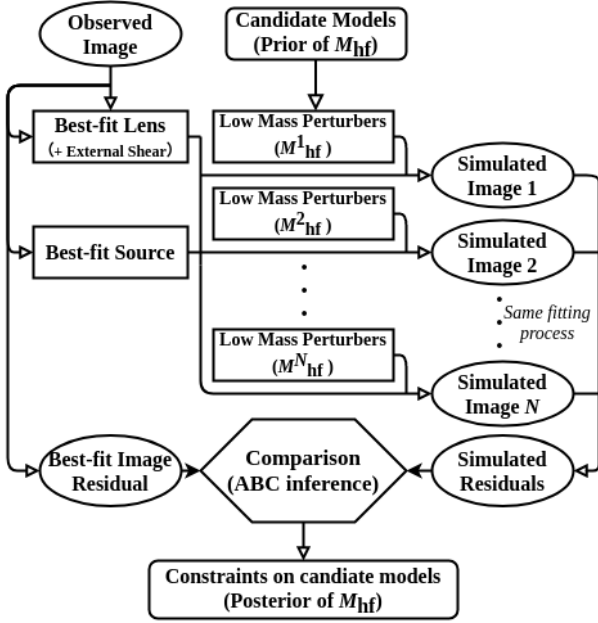 Observed
Image
Candidate Models
(Prior of Mhf)
Best-fit Lens
(+ External Shear)
Low Mass Perturbers
(M1hf )
Simulated
Image 1
Low Mass Perturbers
(M2hf )
Best-fit Source
Simulated
Image 2
Same fitting
process
Low Mass Perturbers
(MNhf )
Simulated
Image N
Best-fit Image
Residual
Comparison
(ABC inference)
Simulated
Residuals
Constraints on candiate models
(Posterior of Mhf)